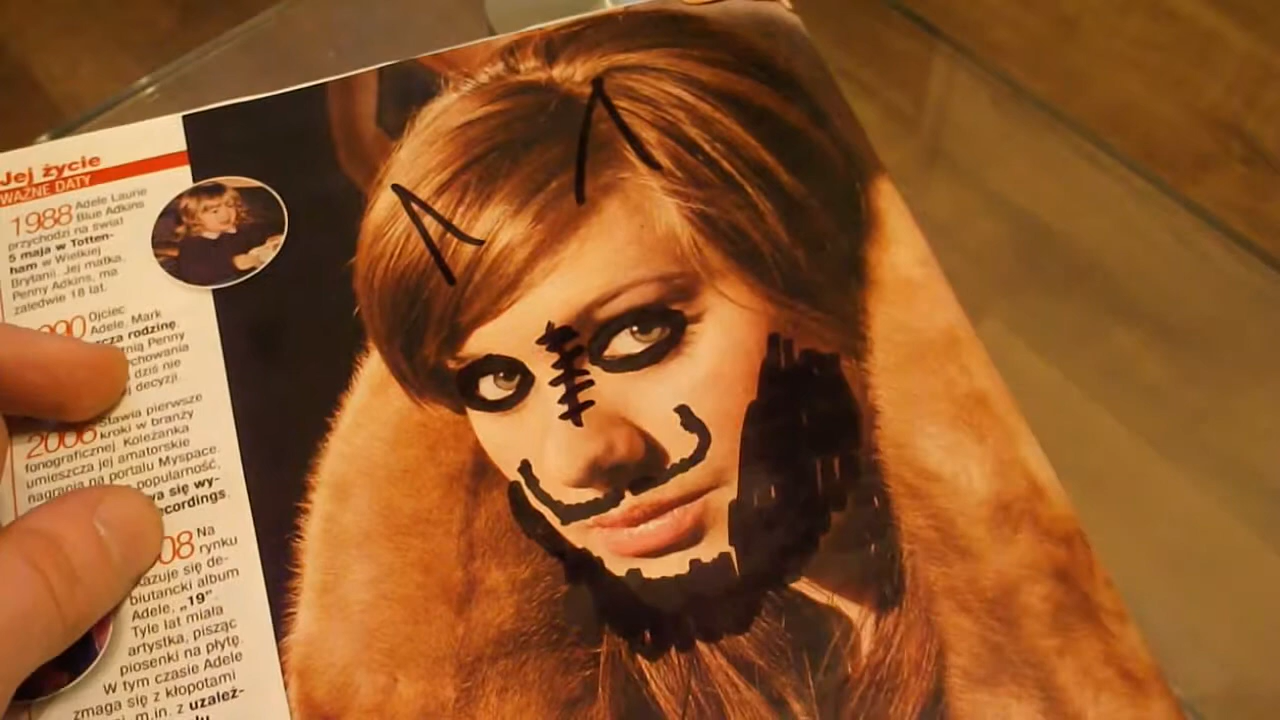 Jej życie
WAŻNE DATY
1988 Adele Laurie
Blue Adkins
przychodzi na świat
5 maja w Totten-
ham w Wielkiej
Brytanii. Jej matka,
Penny Adkins, ma
zaledwie 18 lat.
Ojciec
Adele, Mark
rodzinę.
Penny
dziś nie
decyzji.
Stawia pierwsze
kroki w branży
fonograficznej. Koleżanka
umieszcza jej amatorskie
nagrania na portalu Myspace.
popularność,
się wy-
08 Na
rynku
się de-
biutancki album
Adele, „19".
Tyle lat miała
artystka, pisząc
piosenki na płytę.
W tym czasie Adele
zmaga się z kłopotami
m.in. z uzależ-